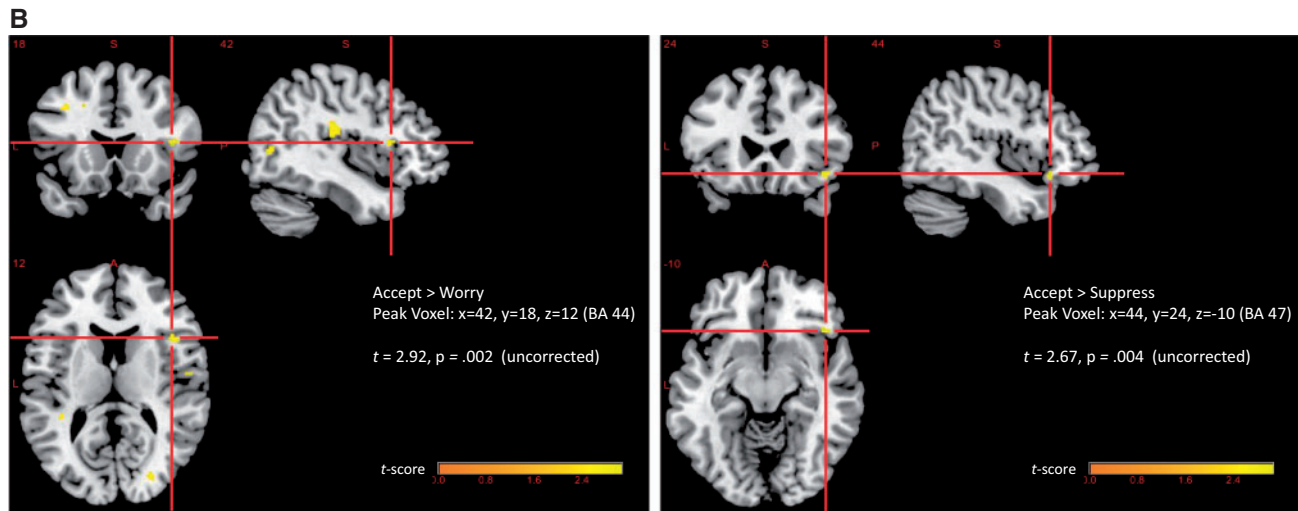 B
18 S 42 S
L P
12 A
L
Accept > Worry
Peak Voxel: x=42, y=18, z=12 (BA 44)
t = 2.92, p = .002 (uncorrected)
t-score
0.0 0.8 1.6 2.4
24 S 44 S
L P
-10 A
L
Accept > Suppress
Peak Voxel: x=44, y=24, z=-10 (BA 47)
t = 2.67, p = .004 (uncorrected)
t-score
0.0 0.8 1.6 2.4